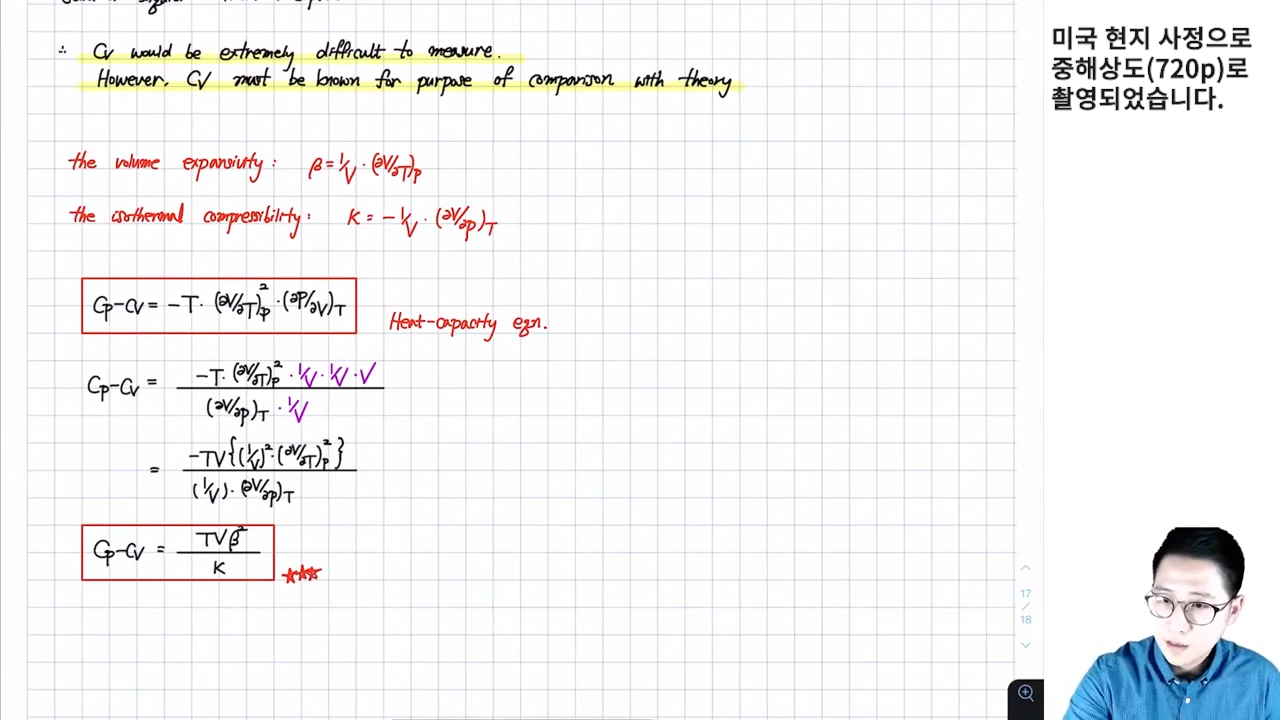 ∴ Cv would be extremely difficult to measure.
However, CV must be known for purpose of comparison with theory
the volume expansivity : β = 1/V · (∂V/∂T)p
the isothermal compressibility : K = - 1/V · (∂V/∂p)T
Cp-Cv = -T · (∂V/∂T)p² · (∂P/∂V)T
Heat-capacity eqn.
Cp-Cv = -T · (∂V/∂T)p² · 1/V · 1/V · V
(∂V/∂p)T · 1/V
= -TV{(1/V)² · (∂V/∂T)p²}
(1/V) · (∂V/∂p)T
Cp-Cv = TVβ²
K
미국 현지 사정으로
중해상도(720p)로
촬영되었습니다.
17
/
18